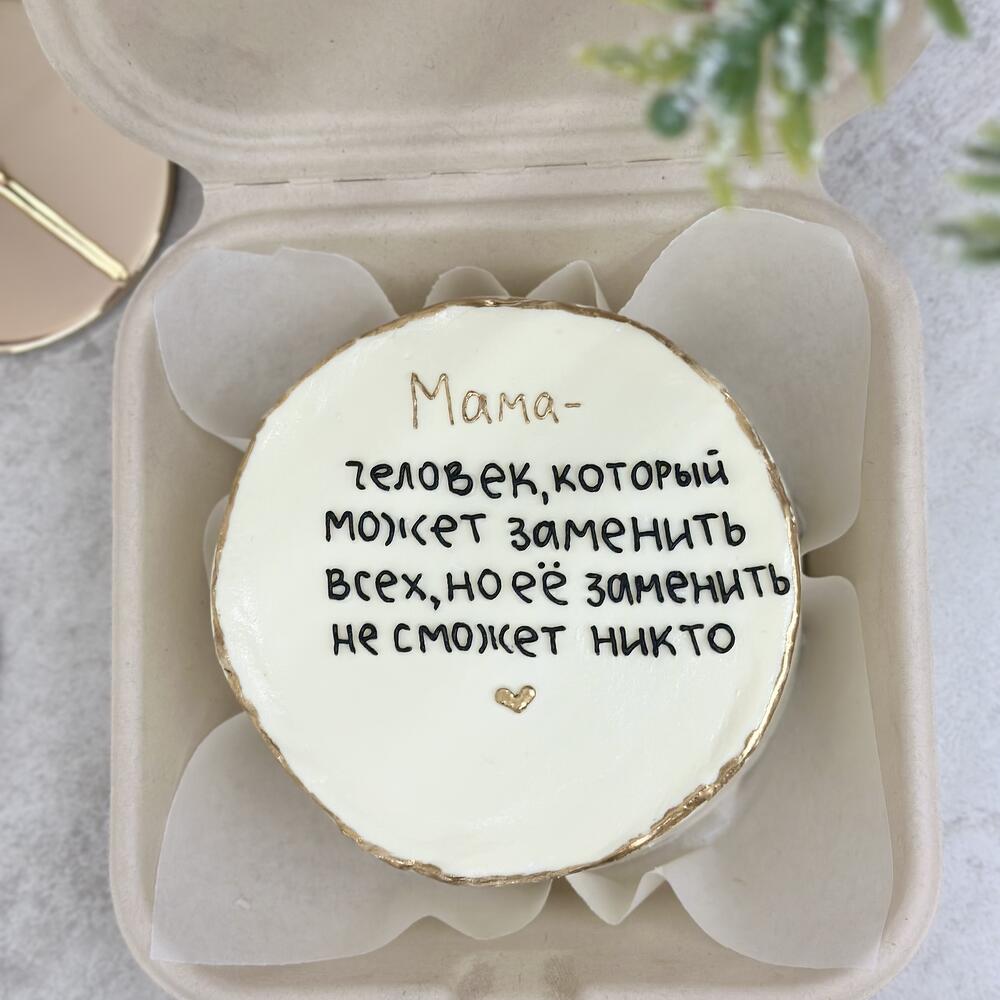 Мама-
человек, который
может заменить
всех, но её заменить
не сможет никто